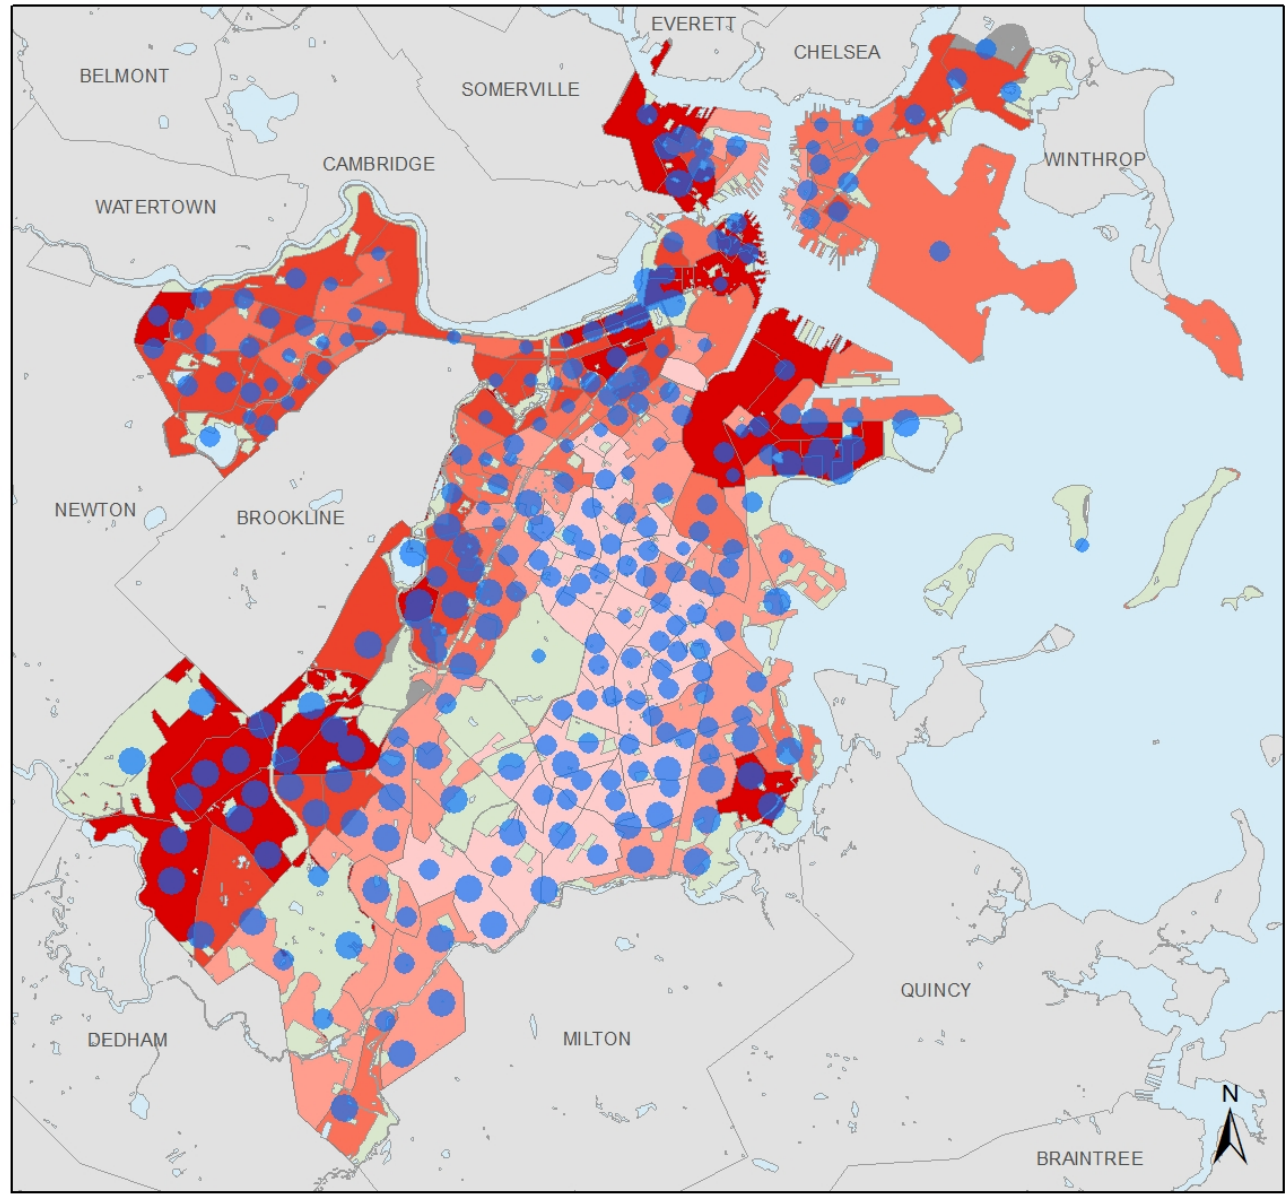 EVERETT
CHELSEA
BELMONT
SOMERVILLE
CAMBRIDGE
WINTHROP
WATERTOWN
NEWTON
BROOKLINE
QUINCY
DEDHAM
MILTON
N
BRAINTREE